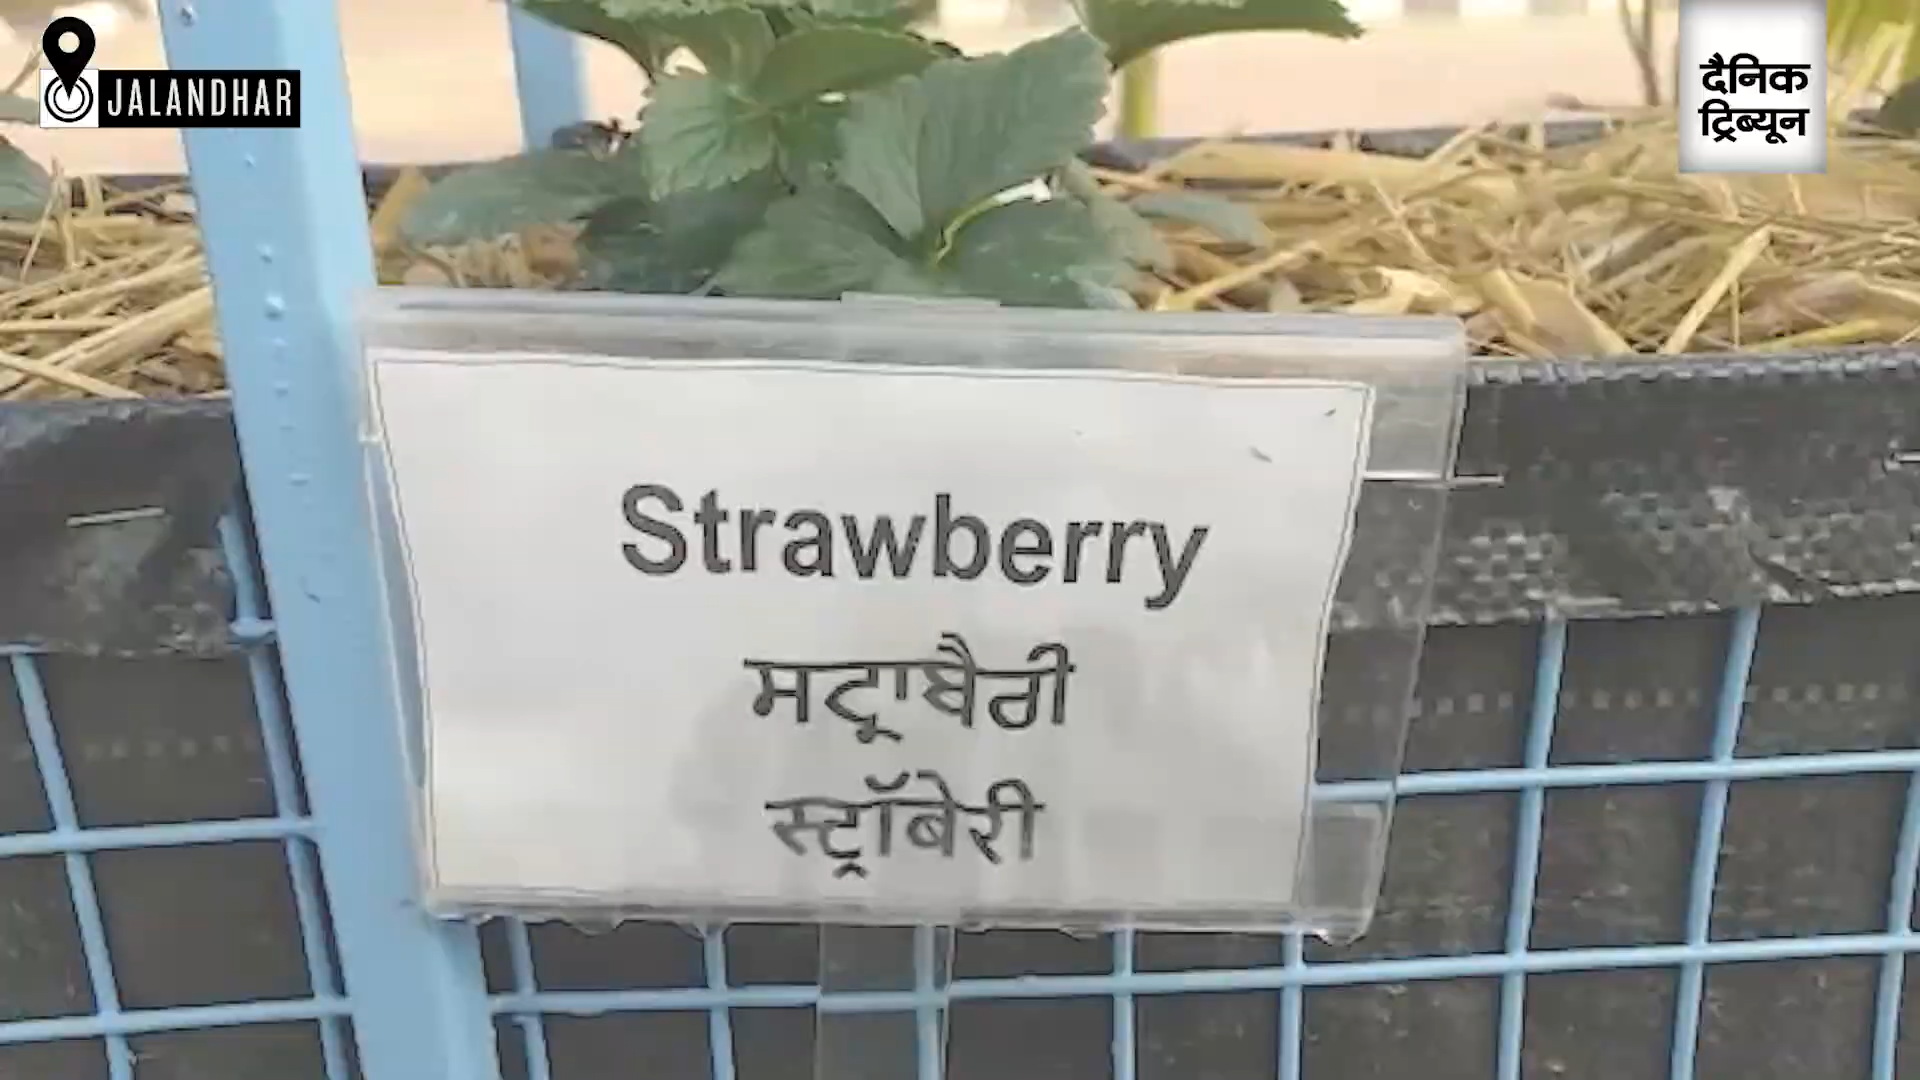 JALANDHAR
दैनिक
ट्रिब्यून
Strawberry
ਸਟ੍ਰਾਬੈਰੀ
स्ट्रॉबेरी